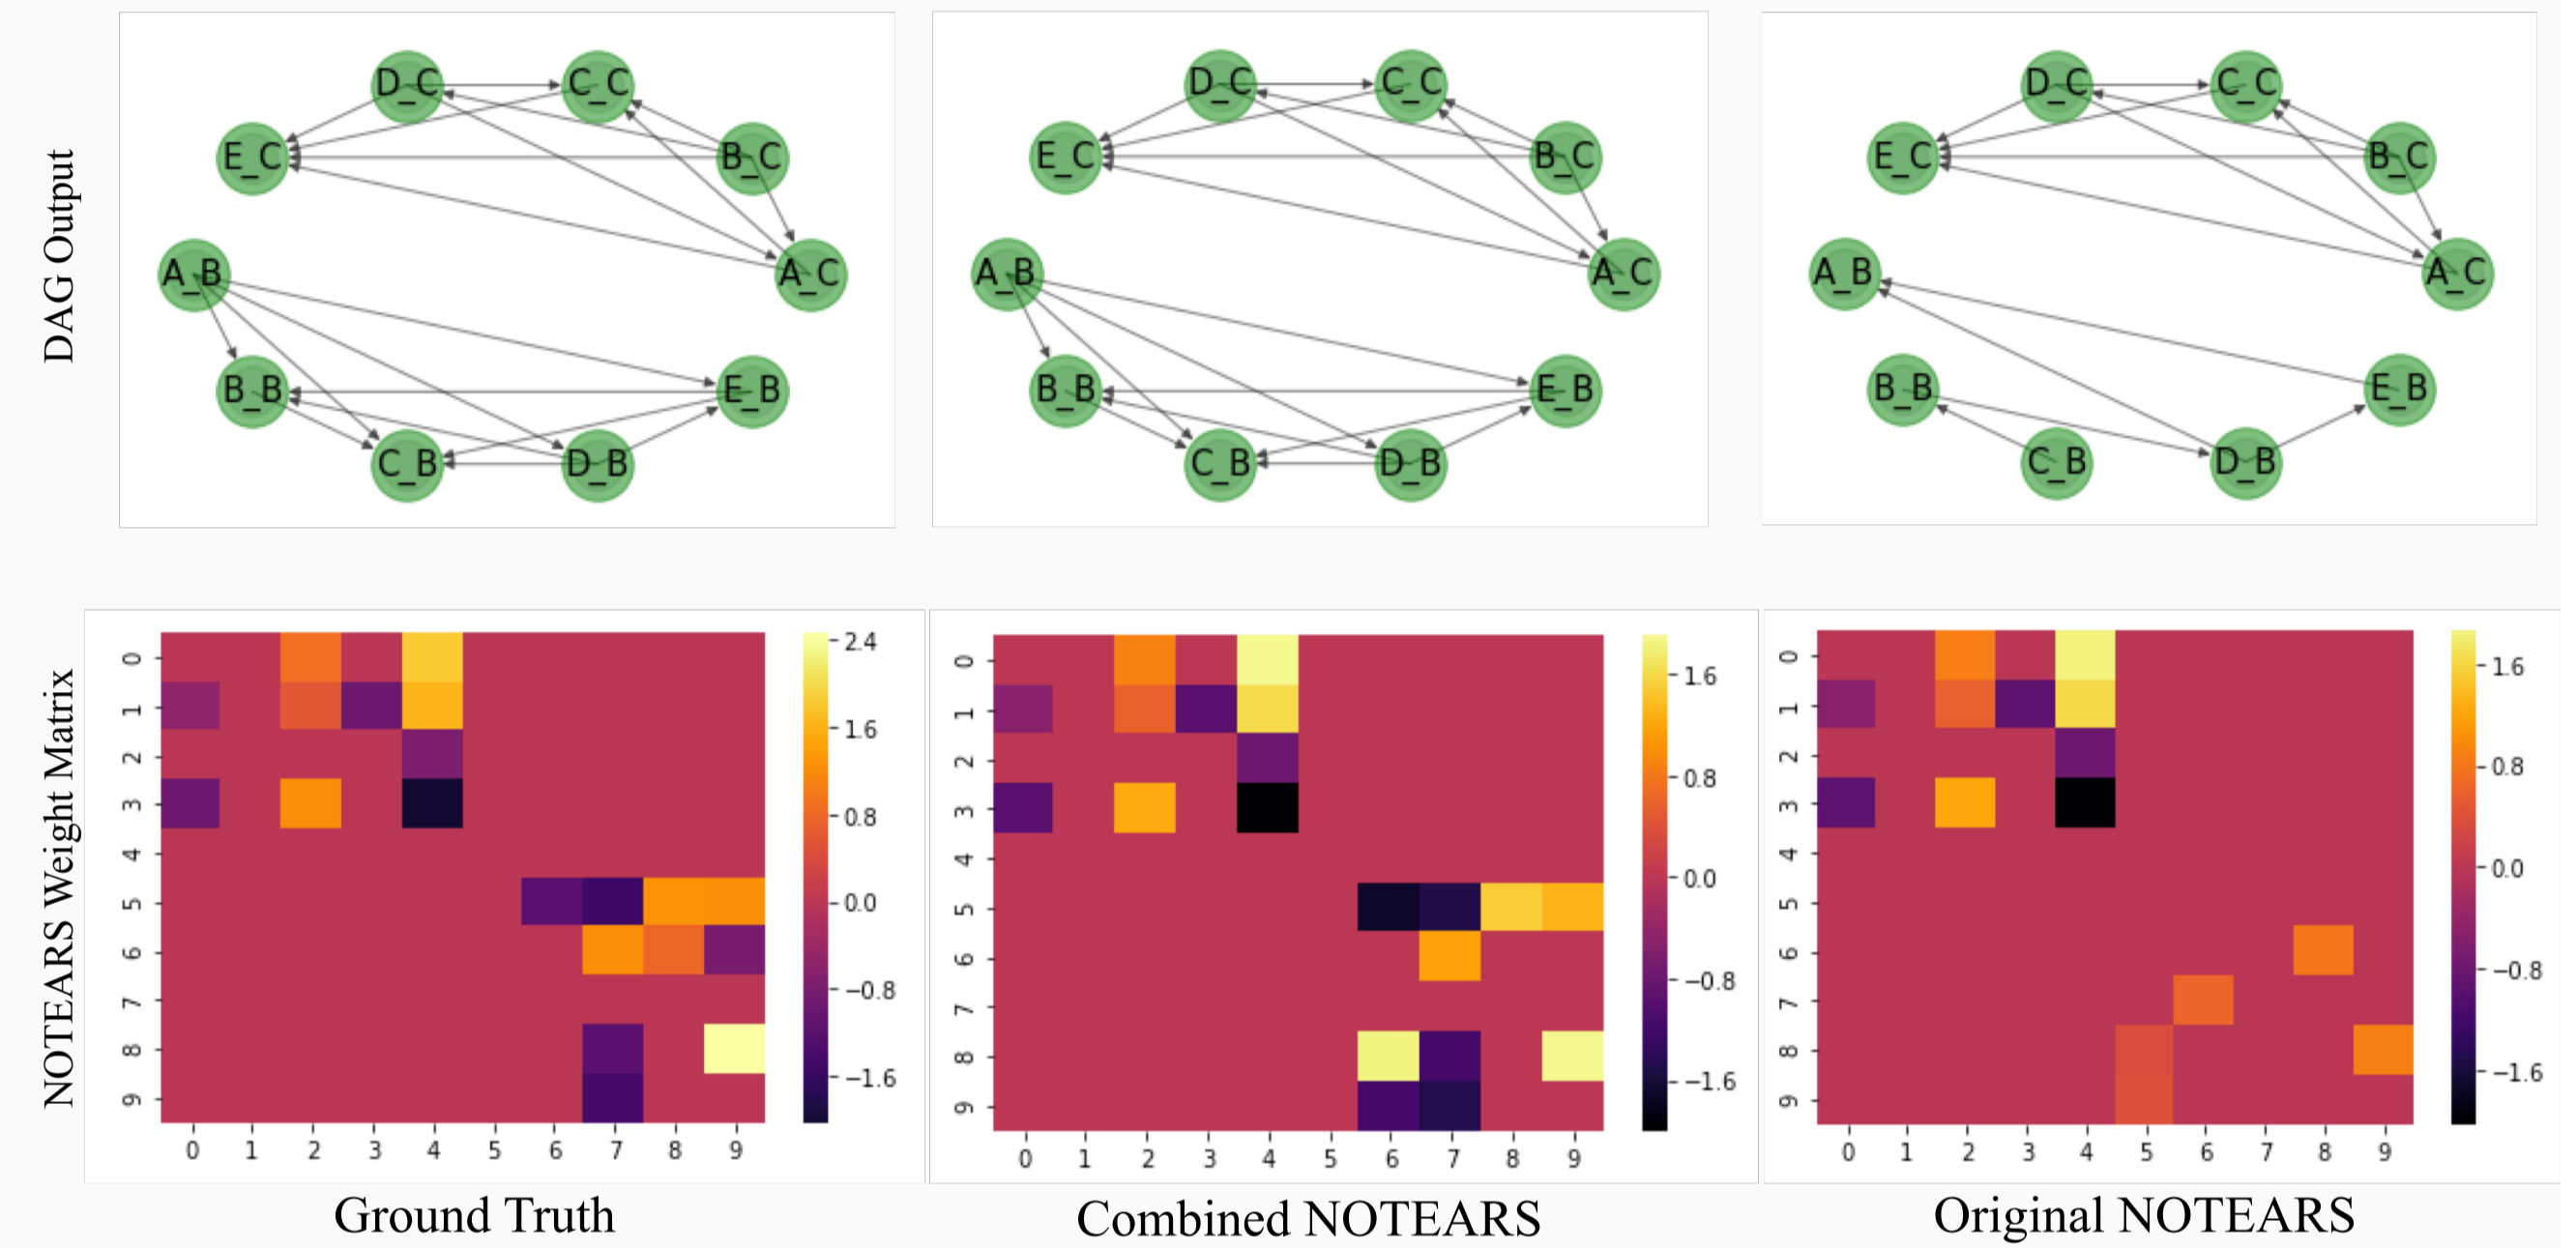 DAG Output
D_C C_C
E_C B_C
A_B A_C
B_B E_B
C_B D_B
D_C C_C
E_C B_C
A_B A_C
B_B E_B
C_B D_B
D_C C_C
E_C B_C
A_B A_C
B_B E_B
C_B D_B
NOTEARS Weight Matrix
0
1
2
3
4
5
6
7
8
9
0 1 2 3 4 5 6 7 8 9
2.4
1.6
0.8
0.0
−0.8
−1.6
0
1
2
3
4
5
6
7
8
9
0 1 2 3 4 5 6 7 8 9
1.6
0.8
0.0
−0.8
−1.6
0
1
2
3
4
5
6
7
8
9
0 1 2 3 4 5 6 7 8 9
1.6
0.8
0.0
−0.8
−1.6
Ground Truth
Combined NOTEARS
Original NOTEARS